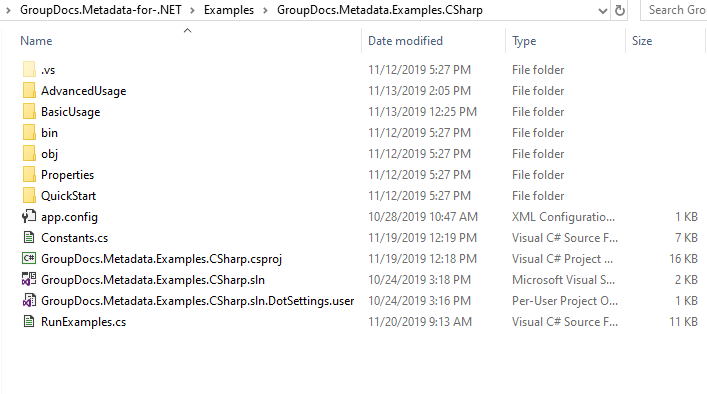 GroupDocs.Metadata-for-.NET > Examples > GroupDocs.Metadata.Examples.CSharp Search Gro
Name Date modified Type Size
.vs 11/12/2019 5:27 PM File folder
AdvancedUsage 11/13/2019 2:05 PM File folder
BasicUsage 11/13/2019 12:25 PM File folder
bin 11/12/2019 5:27 PM File folder
obj 11/12/2019 5:27 PM File folder
Properties 11/12/2019 5:27 PM File folder
QuickStart 11/12/2019 5:27 PM File folder
app.config 10/28/2019 10:47 AM XML Configuratio... 1 KB
Constants.cs 11/19/2019 12:19 PM Visual C# Source F... 7 KB
C# GroupDocs.Metadata.Examples.CSharp.csproj 11/19/2019 12:18 PM Visual C# Project ... 16 KB
GroupDocs.Metadata.Examples.CSharp.sln 10/24/2019 3:18 PM Microsoft Visual S... 2 KB
GroupDocs.Metadata.Examples.CSharp.sln.DotSettings.user 10/24/2019 3:16 PM Per-User Project O... 1 KB
RunExamples.cs 11/20/2019 9:13 AM Visual C# Source F... 11 KB